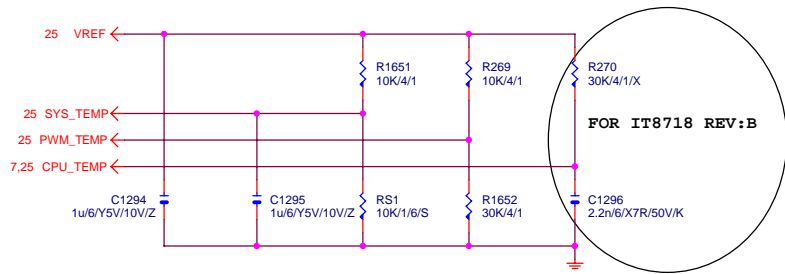 25 VREF
R1651
10K/4/1
R269
10K/4/1
R270
30K/4/1/X
25 SYS_TEMP
25 PWM_TEMP
7,25 CPU_TEMP
FOR IT8718 REV:B
C1294
1u/6/Y5V/10V/Z
C1295
1u/6/Y5V/10V/Z
RS1
10K/1/6/S
R1652
30K/4/1
C1296
2.2n/6/X7R/50V/K